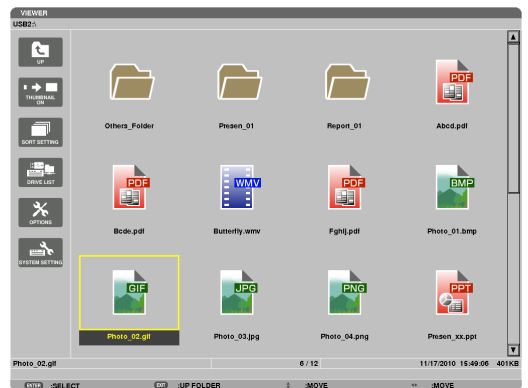 VIEWER
USB2:\
UP
THUMBNAIL
ON
SORT SETTING
DRIVE LIST
OPTIONS
SYSTEM SETTING
PDF
Others_Folder Presen_01 Report_01 Abcd.pdf
PDF WMV PDF BMP
Bcde.pdf Butterfly.wmv Fghij.pdf Photo_01.bmp
GIF JPG PNG PPT
Photo_02.gif Photo_03.jpg Photo_04.png Presen_xx.ppt
Photo_02.gif 6 / 12 11/17/2010 15:49:06 401KB
ENTER :SELECT EXIT :UP FOLDER :MOVE :MOVE